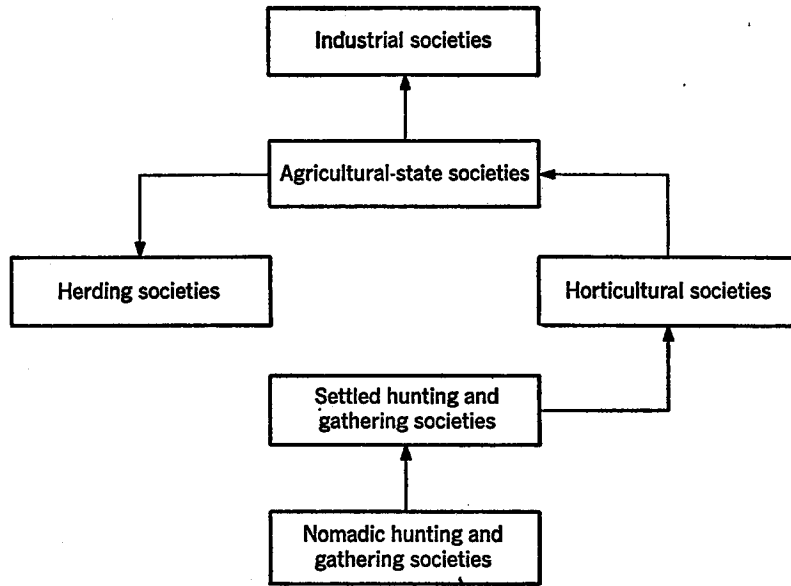 Industrial societies
Agricultural-state societies
Herding societies
Horticultural societies
Settled hunting and
gathering societies
Nomadic hunting and
gathering societies